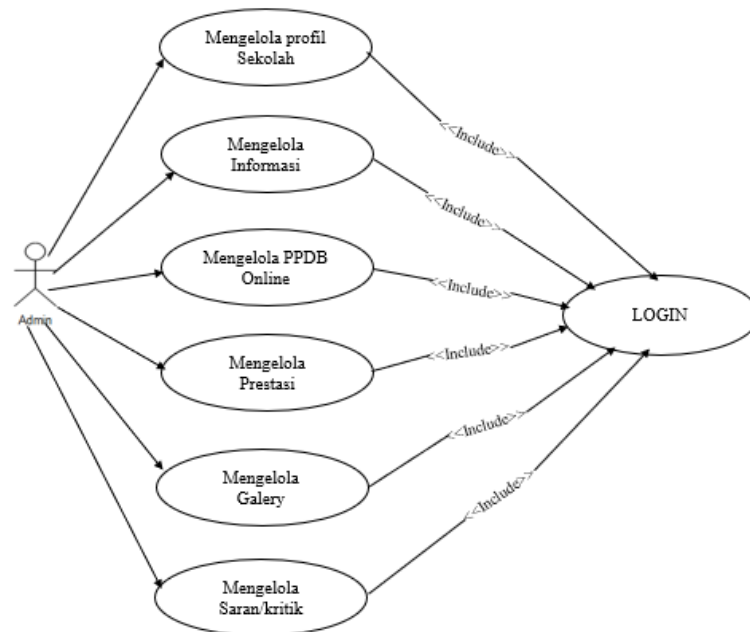 Mengelola profil
Sekolah
<<Include>>
Mengelola
Informasi
<<Include>>
Mengelola PPDB
Online
<<Include>>
LOGIN
Admin
Mengelola
Prestasi
<<Include>>
Mengelola
Galery
<<Include>>
Mengelola
Saran/kritik
<<Include>>